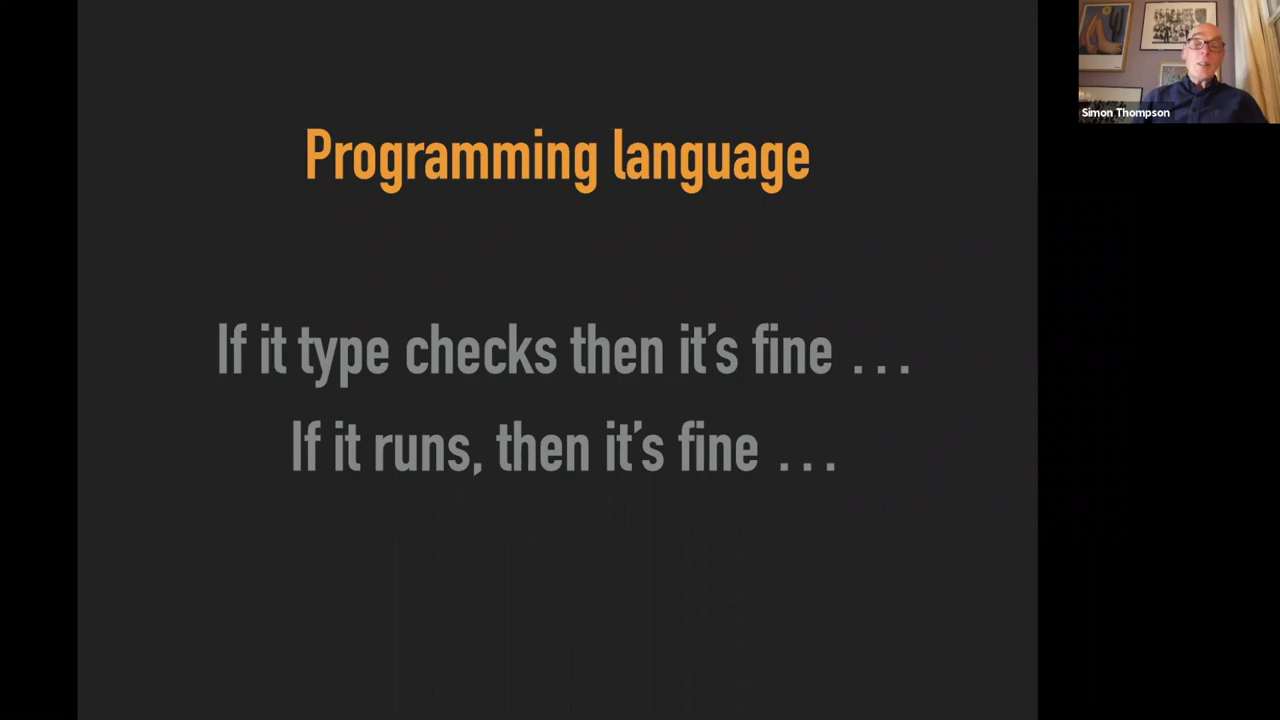 Programming language
If it type checks then it’s fine . . .
If it runs, then it’s fine . . .
Simon Thompson